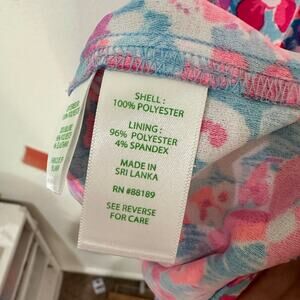 SHELL :
100% POLYESTER
LINING :
96% POLYESTER
4% SPANDEX
MADE IN
SRI LANKA
RN #88189
SEE REVERSE
FOR CARE